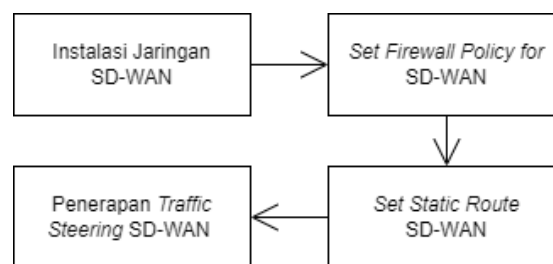 Instalasi Jaringan
SD-WAN
Set Firewall Policy for
SD-WAN
Set Static Route
SD-WAN
Penerapan Traffic
Steering SD-WAN